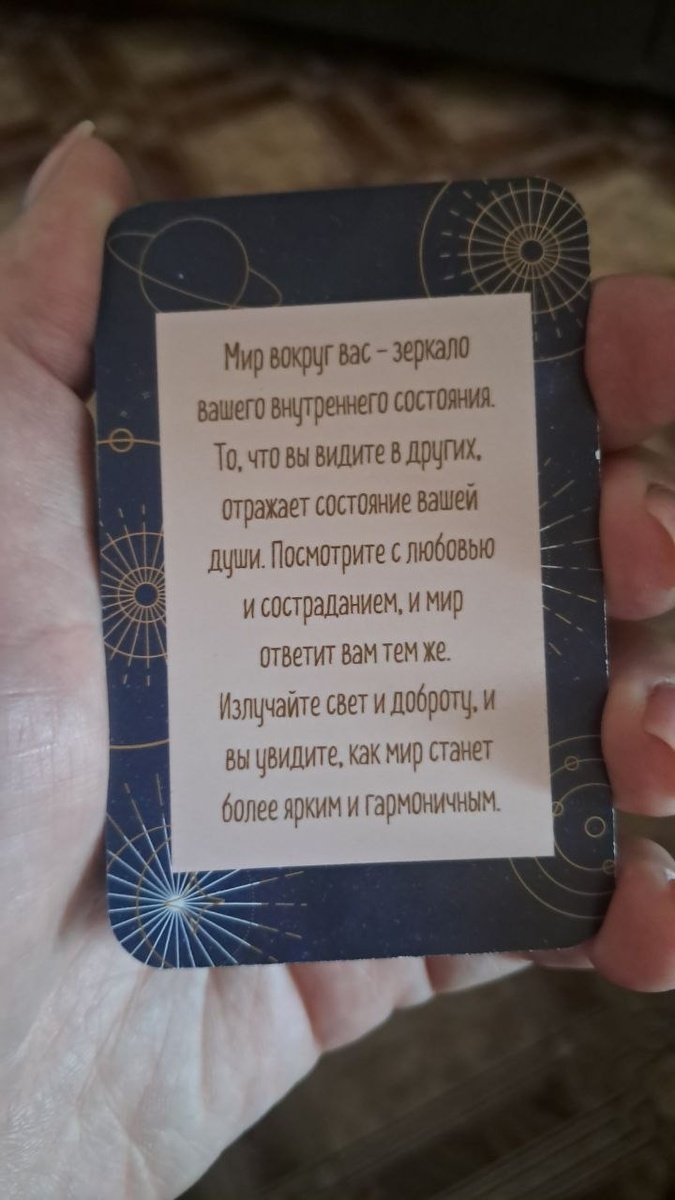 Мир вокруг вас – зеркало
вашего внутреннего состояния.
То, что вы видите в других,
отражает состояние вашей
души. Посмотрите с любовью
и состраданием, и мир
ответит вам тем же.
Излучайте свет и доброту, и
вы увидите, как мир станет
более ярким и гармоничным.